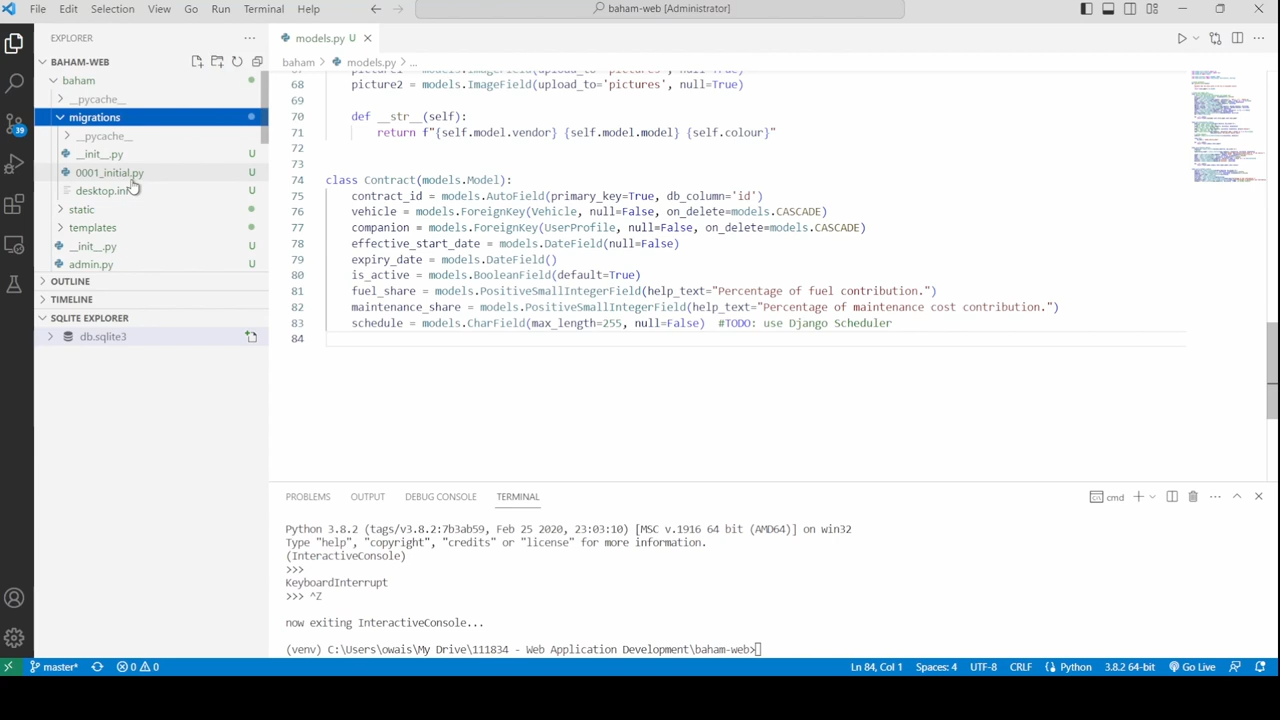 File Edit Selection View Go Run Terminal Help
baham-web [Administrator]
EXPLORER
BAHAM-WEB
baham
__pycache__
migrations
__pycache__
__init__.py U
0001_initial.py U
desktop.ini U
static
templates
__init__.py U
admin.py U
OUTLINE
TIMELINE
SQLITE EXPLORER
db.sqlite3
39
models.py U
baham > models.py > ...
68 picture2 = models.ImageField(upload_to='pictures', null=True)
69
70 def __str__(self):
71 return f"{self.model.vendor} {self.model.model} {self.colour}"
72
73
74 class Contract(models.Model):
75 contract_id = models.AutoField(primary_key=True, db_column='id')
76 vehicle = models.ForeignKey(Vehicle, null=False, on_delete=models.CASCADE)
77 companion = models.ForeignKey(UserProfile, null=False, on_delete=models.CASCADE)
78 effective_start_date = models.DateField(null=False)
79 expiry_date = models.DateField()
80 is_active = models.BooleanField(default=True)
81 fuel_share = models.PositiveSmallIntegerField(help_text="Percentage of fuel contribution.")
82 maintenance_share = models.PositiveSmallIntegerField(help_text="Percentage of maintenance cost contribution.")
83 schedule = models.CharField(max_length=255, null=False) #TODO: use Django Scheduler
84
PROBLEMS OUTPUT DEBUG CONSOLE TERMINAL
cmd
Python 3.8.2 (tags/v3.8.2:7b3ab59, Feb 25 2020, 23:03:10) [MSC v.1916 64 bit (AMD64)] on win32
Type "help", "copyright", "credits" or "license" for more information.
(InteractiveConsole)
>>>
KeyboardInterrupt
>>> ^Z
now exiting InteractiveConsole...
(venv) C:\Users\owais\My Drive\111834 - Web Application Development\baham-web>
master* 0 0 Ln 84, Col 1 Spaces: 4 UTF-8 CRLF Python 3.8.2 64-bit Go Live